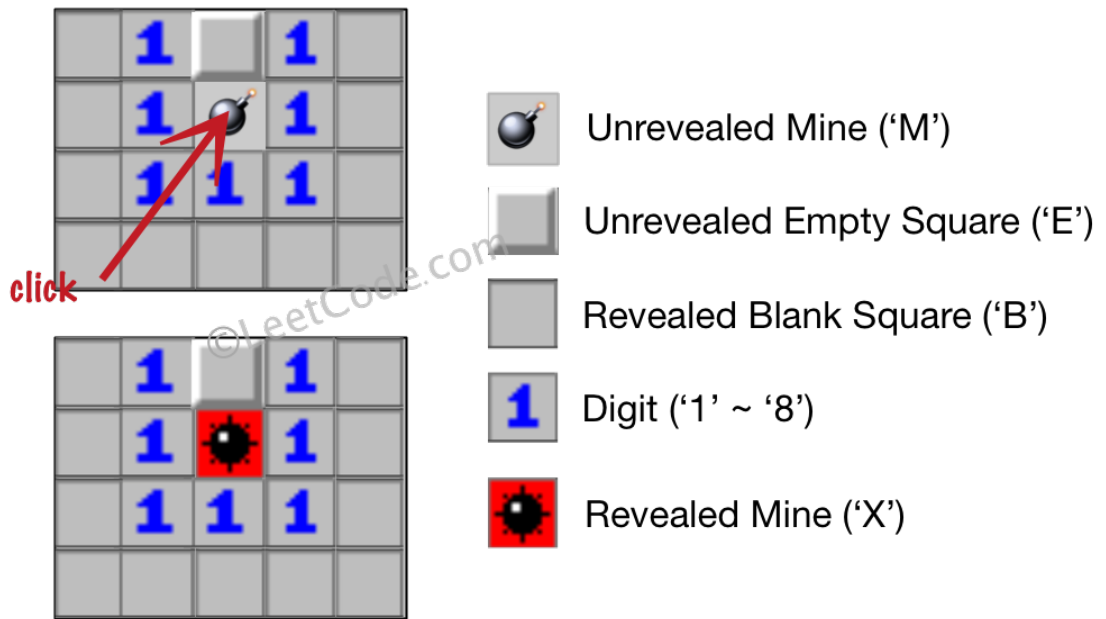 1 1
1 1
1 1 1
click
©LeetCode.com
1 1
1 1
1 1 1
Unrevealed Mine (‘M’)
Unrevealed Empty Square (‘E’)
Revealed Blank Square (‘B’)
1 Digit (‘1’ ~ ‘8’)
Revealed Mine (‘X’)